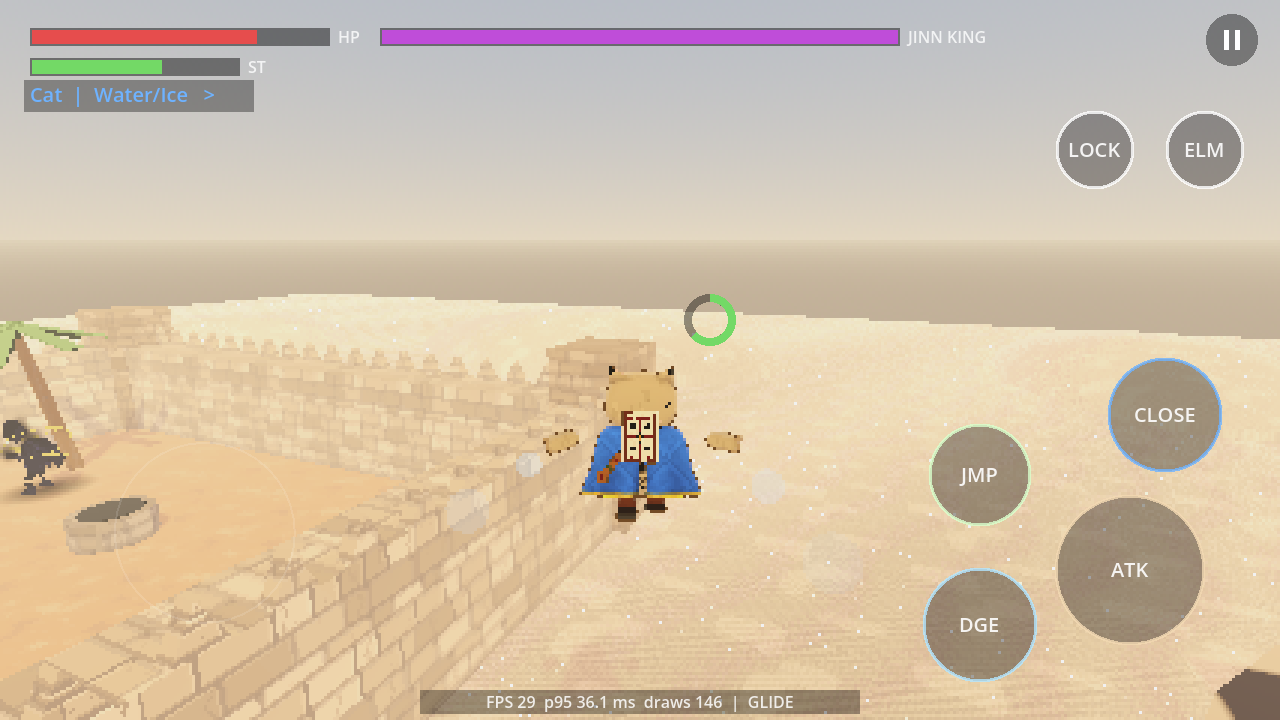 HP
JINN KING
ST
Cat | Water/Ice >
LOCK
ELM
CLOSE
JMP
ATK
DGE
FPS 29 p95 36.1 ms draws 146 | GLIDE